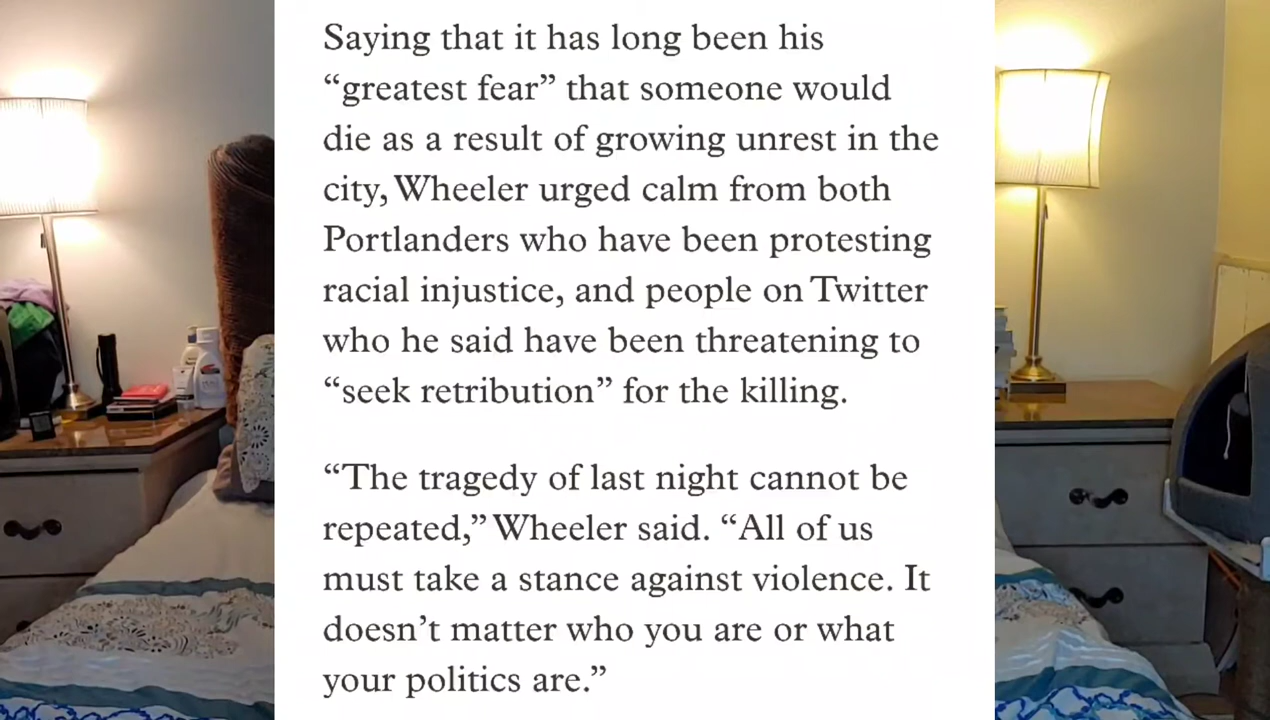 Saying that it has long been his
“greatest fear” that someone would
die as a result of growing unrest in the
city, Wheeler urged calm from both
Portlanders who have been protesting
racial injustice, and people on Twitter
who he said have been threatening to
“seek retribution” for the killing.
“The tragedy of last night cannot be
repeated,” Wheeler said. “All of us
must take a stance against violence. It
doesn’t matter who you are or what
your politics are.”